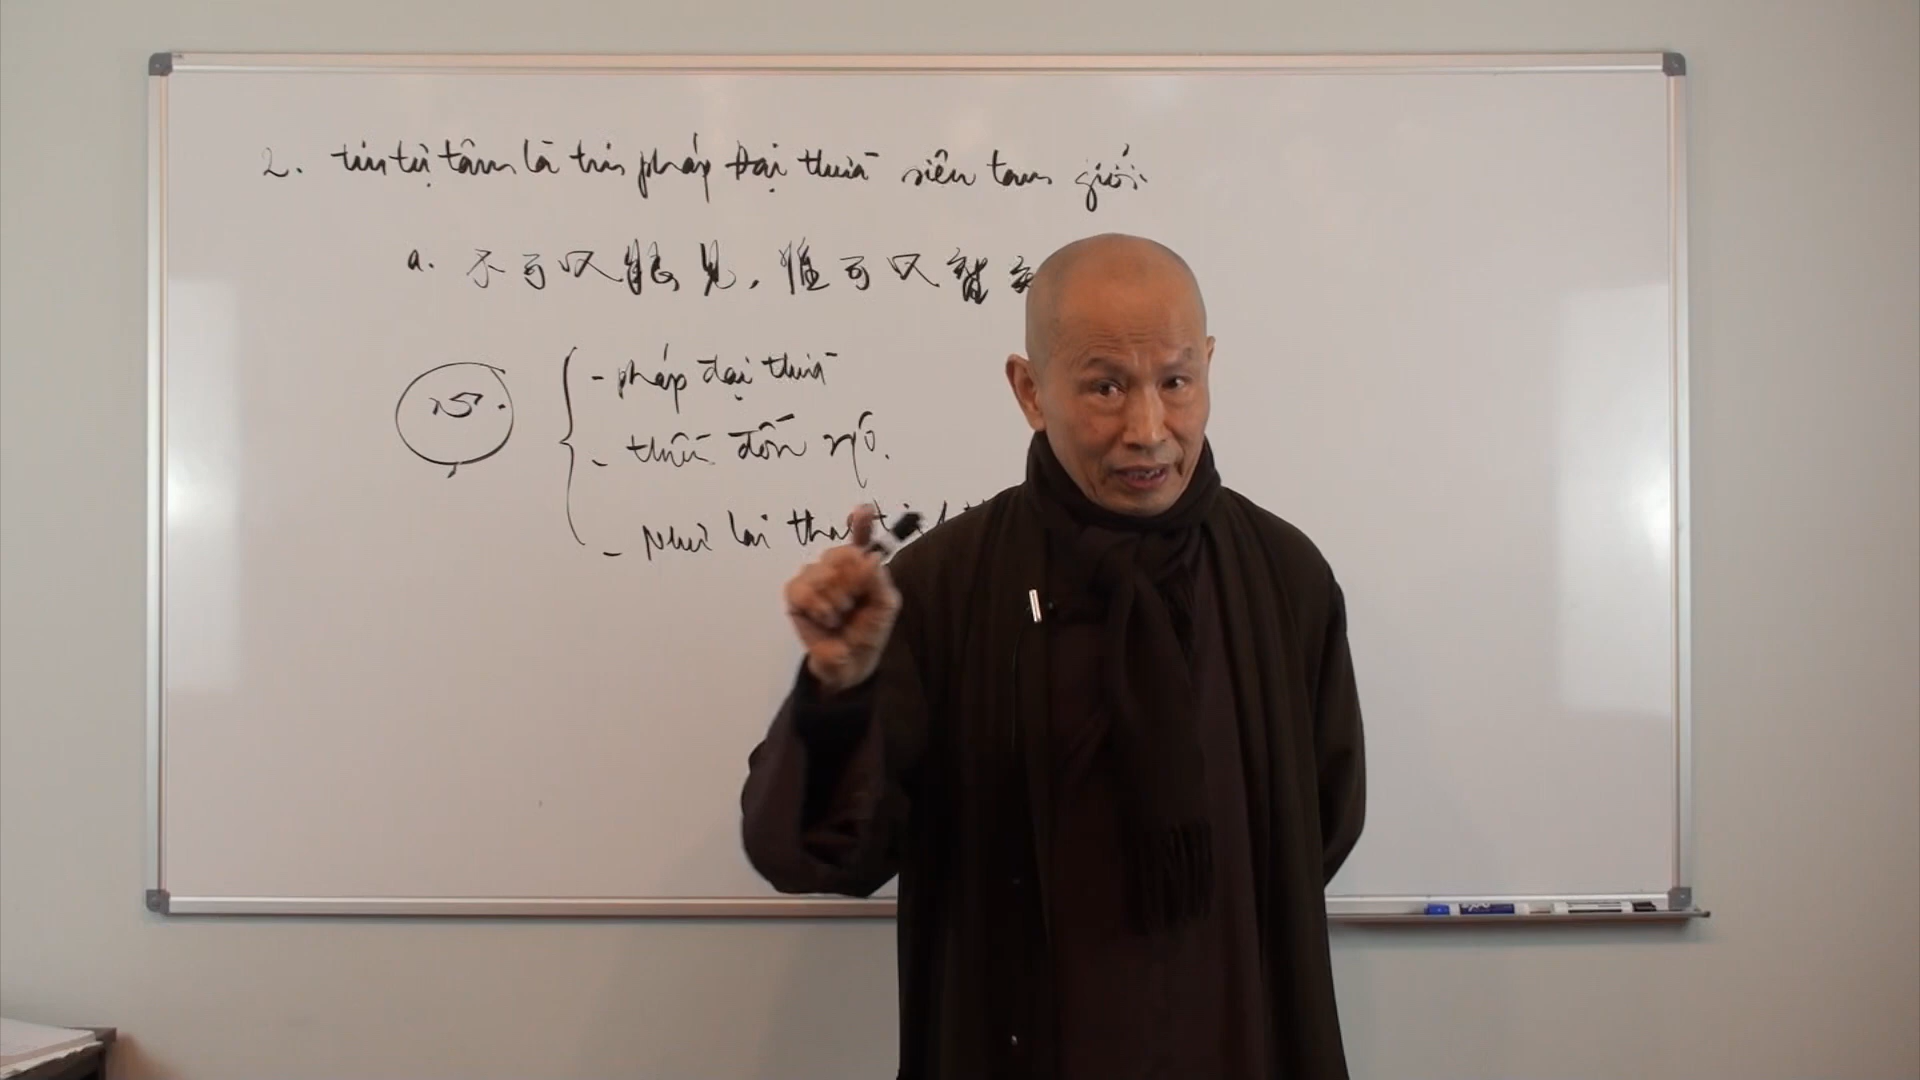 2. tin tự tâm là tin pháp Đại thừa siêu tam giới.
a. 不可以眼見, 惟可以智
- pháp đại thừa
- thiền đốn ngộ.
- Như lai